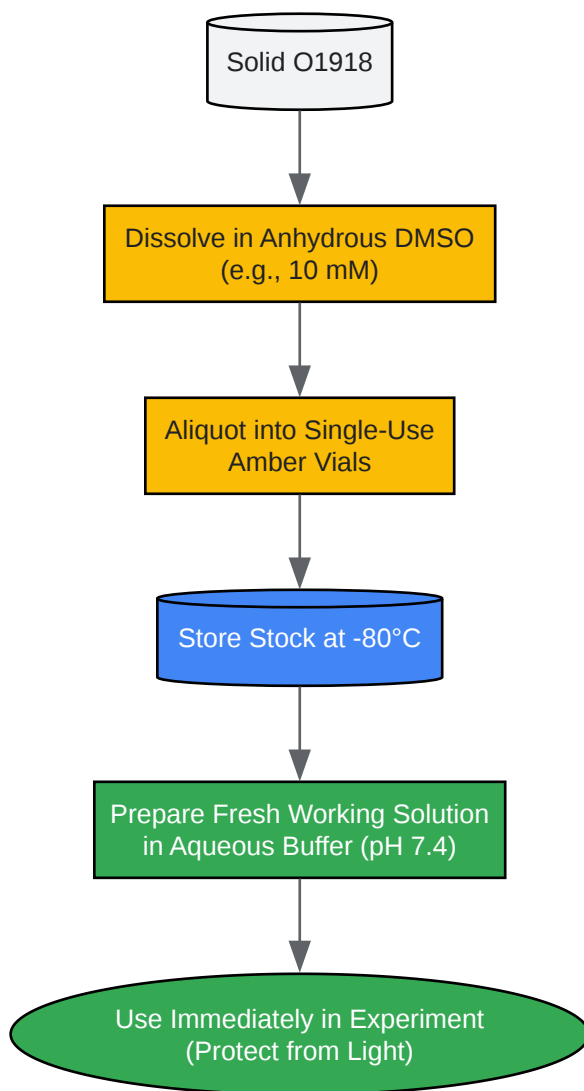 Solid O1918
Dissolve in Anhydrous DMSO
(e.g., 10 mM)
Aliquot into Single-Use
Amber Vials
Store Stock at -80°C
Prepare Fresh Working Solution
in Aqueous Buffer (pH 7.4)
Use Immediately in Experiment
(Protect from Light)